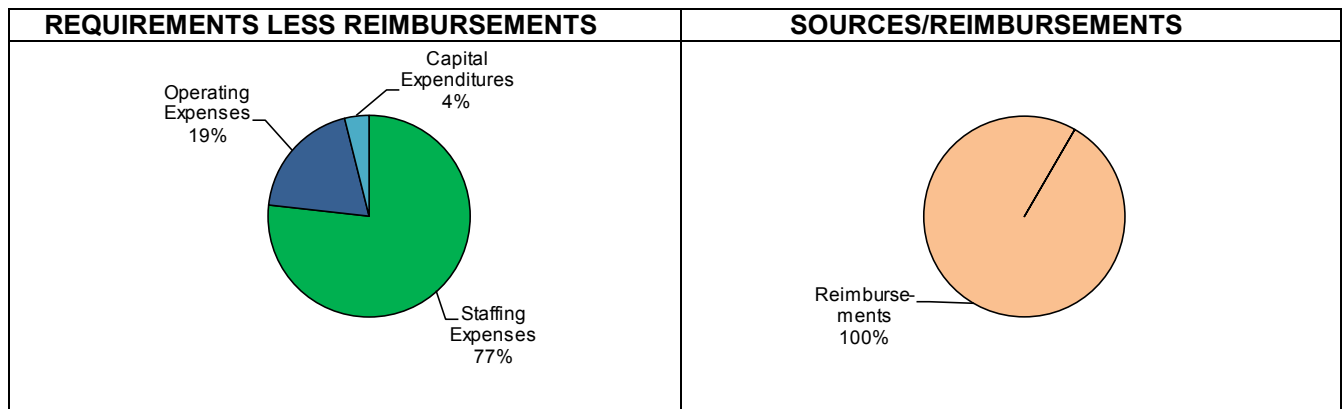 REQUIREMENTS LESS REIMBURSEMENTS
Capital
Expenditures
4%
Operating
Expenses
19%
Staffing
Expenses
77%
SOURCES/REIMBURSEMENTS
Reimburse-
ments
100%